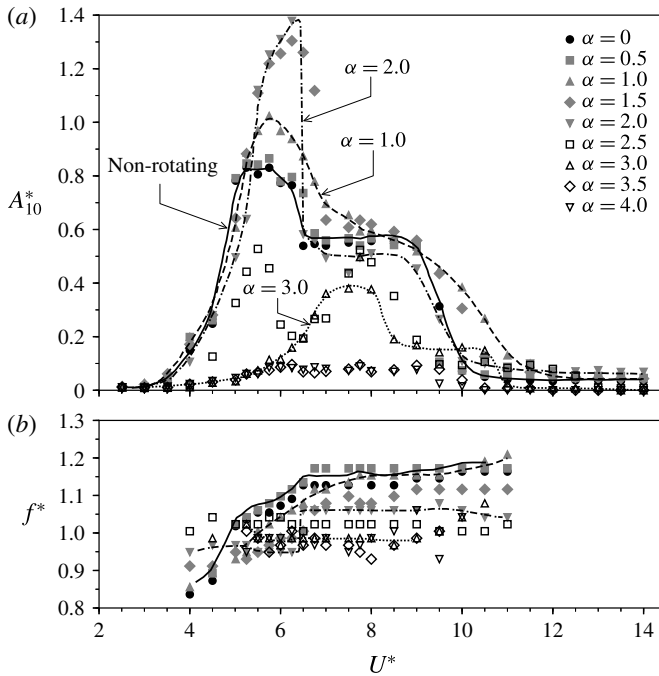 (a)
1.4
1.2
1.0
0.8
0.6
0.4
0.2
0
A*10
Non-rotating
α = 2.0
α = 1.0
α = 3.0
α = 0
α = 0.5
α = 1.0
α = 1.5
α = 2.0
α = 2.5
α = 3.0
α = 3.5
α = 4.0
(b)
1.3
1.2
1.1
1.0
0.9
0.8
f*
2 4 6 8 10 12 14
U*